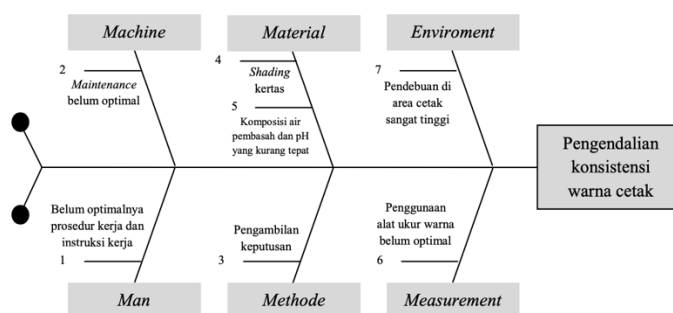 Machine
Material
Enviroment
2
Maintenance
belum optimal
4
Shading
kertas
5
Komposisi air
pembasah dan pH
yang kurang tepat
7
Pendebuan di
area cetak
sangat tinggi
Pengendalian
konsistensi
warna cetak
Belum optimalnya
prosedur kerja dan
instruksi kerja
1
Pengambilan
keputusan
3
Penggunaan
alat ukur warna
belum optimal
6
Man
Methode
Measurement